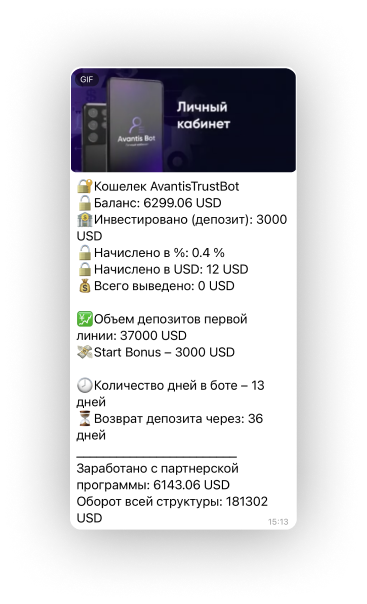 GIF
Личный
кабинет
Avantis Bot
🔐Кошелек AvantisTrustBot
🔒Баланс: 6299.06 USD
🏦Инвестировано (депозит): 3000
USD
🔒Начислено в %: 0.4 %
🔒Начислено в USD: 12 USD
💰Всего выведено: 0 USD
💹Объем депозитов первой
линии: 37000 USD
💸Start Bonus – 3000 USD
🕗Количество дней в боте – 13
дней
⏳Возврат депозита через: 36
дней
Заработано с партнерской
программы: 6143.06 USD
Оборот всей структуры: 181302
USD
15:13